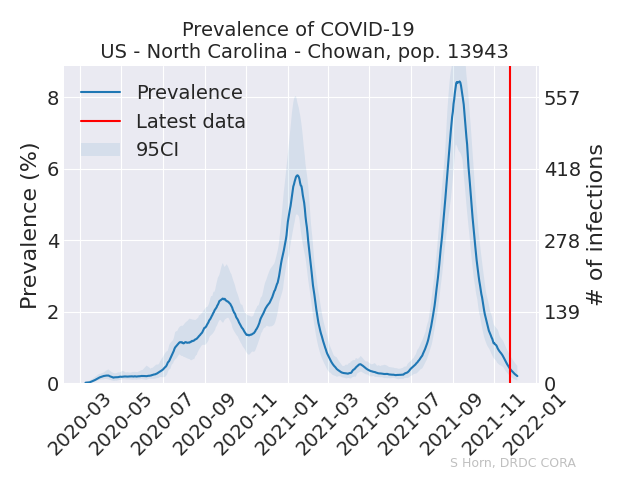 Prevalence of COVID-19
US - North Carolina - Chowan, pop. 13943
Prevalence
Latest data
95CI
Prevalence (%)
8
6
4
2
0
# of infections
557
418
278
139
0
2020-03
2020-05
2020-07
2020-09
2020-11
2021-01
2021-03
2021-05
2021-07
2021-09
2021-11
2022-01
S Horn, DRDC CORA